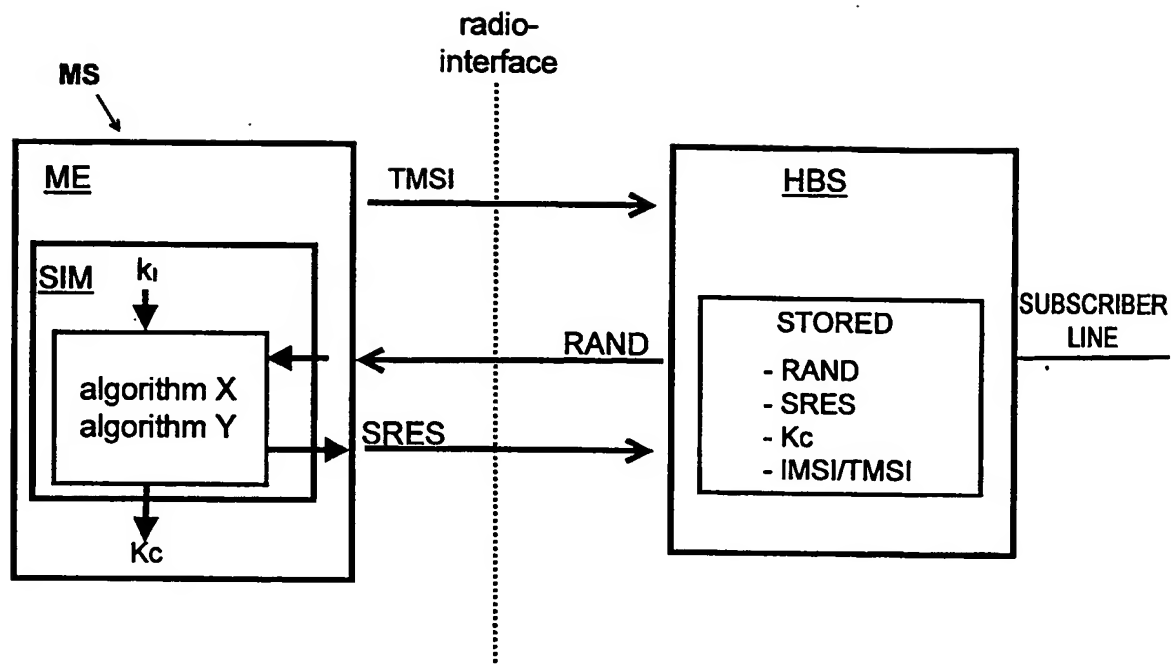 radio-
interface
MS
ME
TMSI
HBS
SIM
ki
STORED
SUBSCRIBER
LINE
RAND
- RAND
algorithm X
- SRES
algorithm Y
SRES
- Kc
- IMSI/TMSI
Kc